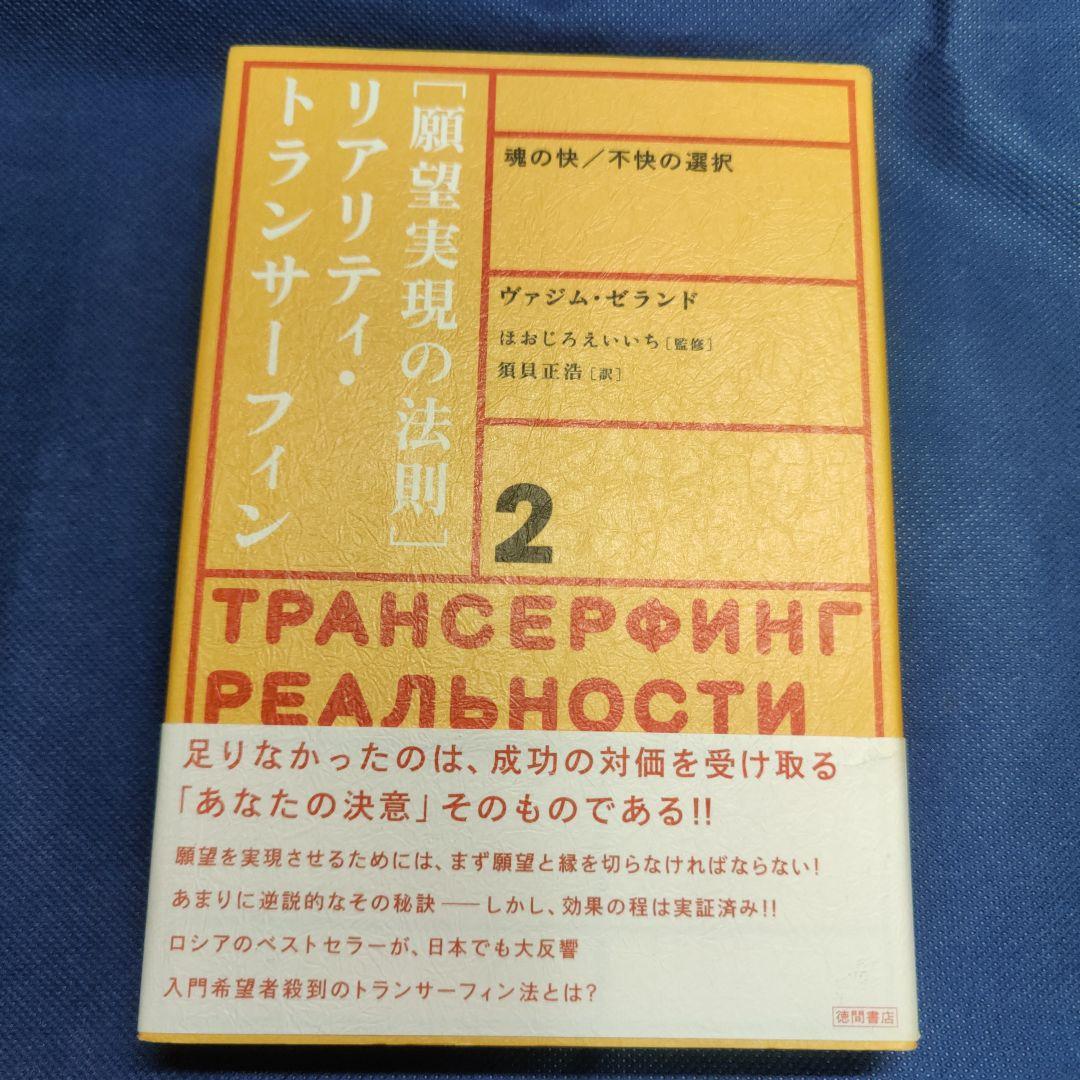 [願望実現の法則]
リアリティ・
トランサーフィン
魂の快／不快の選択
ヴァジム・ゼランド
ほおじろえいいち［監修］
須貝正浩［訳］
2
ТРАНСЕРФИНГ
РЕАЛЬНОСТИ
足りなかったのは、成功の対価を受け取る
「あなたの決意」そのものである!!
願望を実現させるためには、まず願望と縁を切らなければならない!
あまりに逆説的なその秘訣――しかし、効果の程は実証済み!!
ロシアのベストセラーが、日本でも大反響
入門希望者殺到のトランサーフィン法とは?
徳間書店